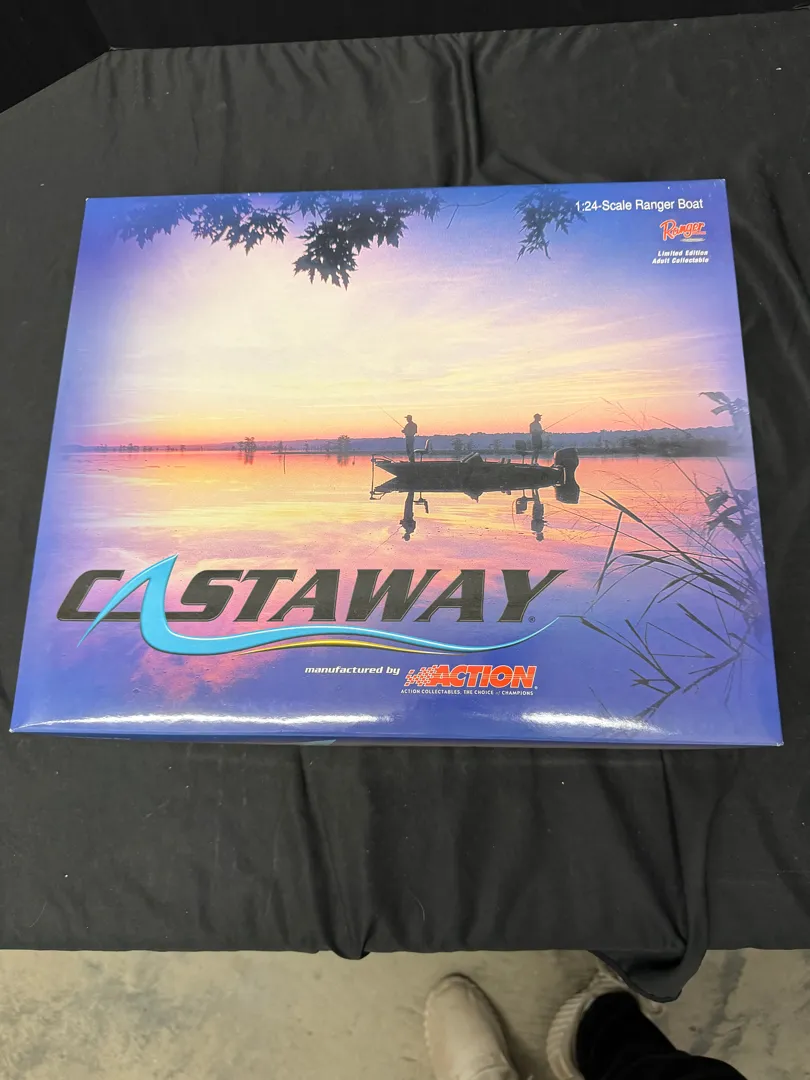 1:24-Scale Ranger Boat
Ranger
Limited Edition
Adult Collectable
CASTAWAY®
manufactured by ACTION®
ACTION COLLECTABLES, THE CHOICE of CHAMPIONS